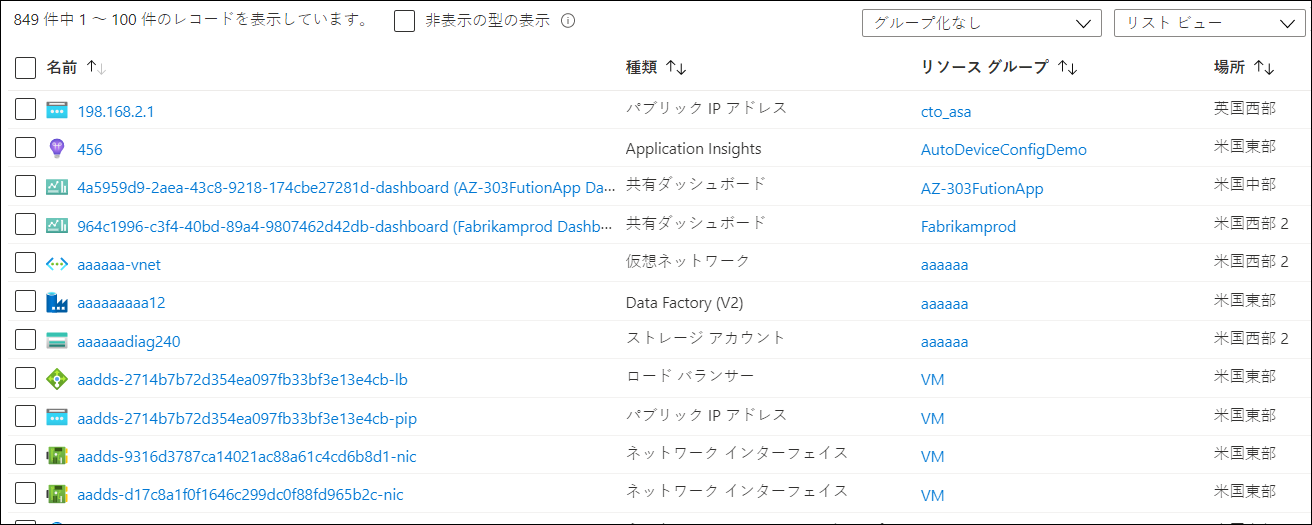 849 件中 1 ～ 100 件のレコードを表示しています。 非表示の型の表示 グループ化なし リスト ビュー
名前 ↑↓ 種類 ↑↓ リソース グループ ↑↓ 場所 ↑↓
198.168.2.1 パブリック IP アドレス cto_asa 英国西部
456 Application Insights AutoDeviceConfigDemo 米国東部
4a5959d9-2aea-43c8-9218-174cbe27281d-dashboard (AZ-303FutionApp Da... 共有ダッシュボード AZ-303FutionApp 米国中部
964c1996-c3f4-40bd-89a4-9807462d42db-dashboard (Fabrikamprod Dashb... 共有ダッシュボード Fabrikamprod 米国西部 2
aaaaaa-vnet 仮想ネットワーク aaaaaa 米国西部 2
aaaaaaaaa12 Data Factory (V2) aaaaaa 米国東部
aaaaaadiag240 ストレージ アカウント aaaaaa 米国西部 2
aadds-2714b7b72d354ea097fb33bf3e13e4cb-lb ロード バランサー VM 米国東部
aadds-2714b7b72d354ea097fb33bf3e13e4cb-pip パブリック IP アドレス VM 米国東部
aadds-9316d3787ca14021ac88a61c4cd6b8d1-nic ネットワーク インターフェイス VM 米国東部
aadds-d17c8a1f0f1646c299dc0f88fd965b2c-nic ネットワーク インターフェイス VM 米国東部